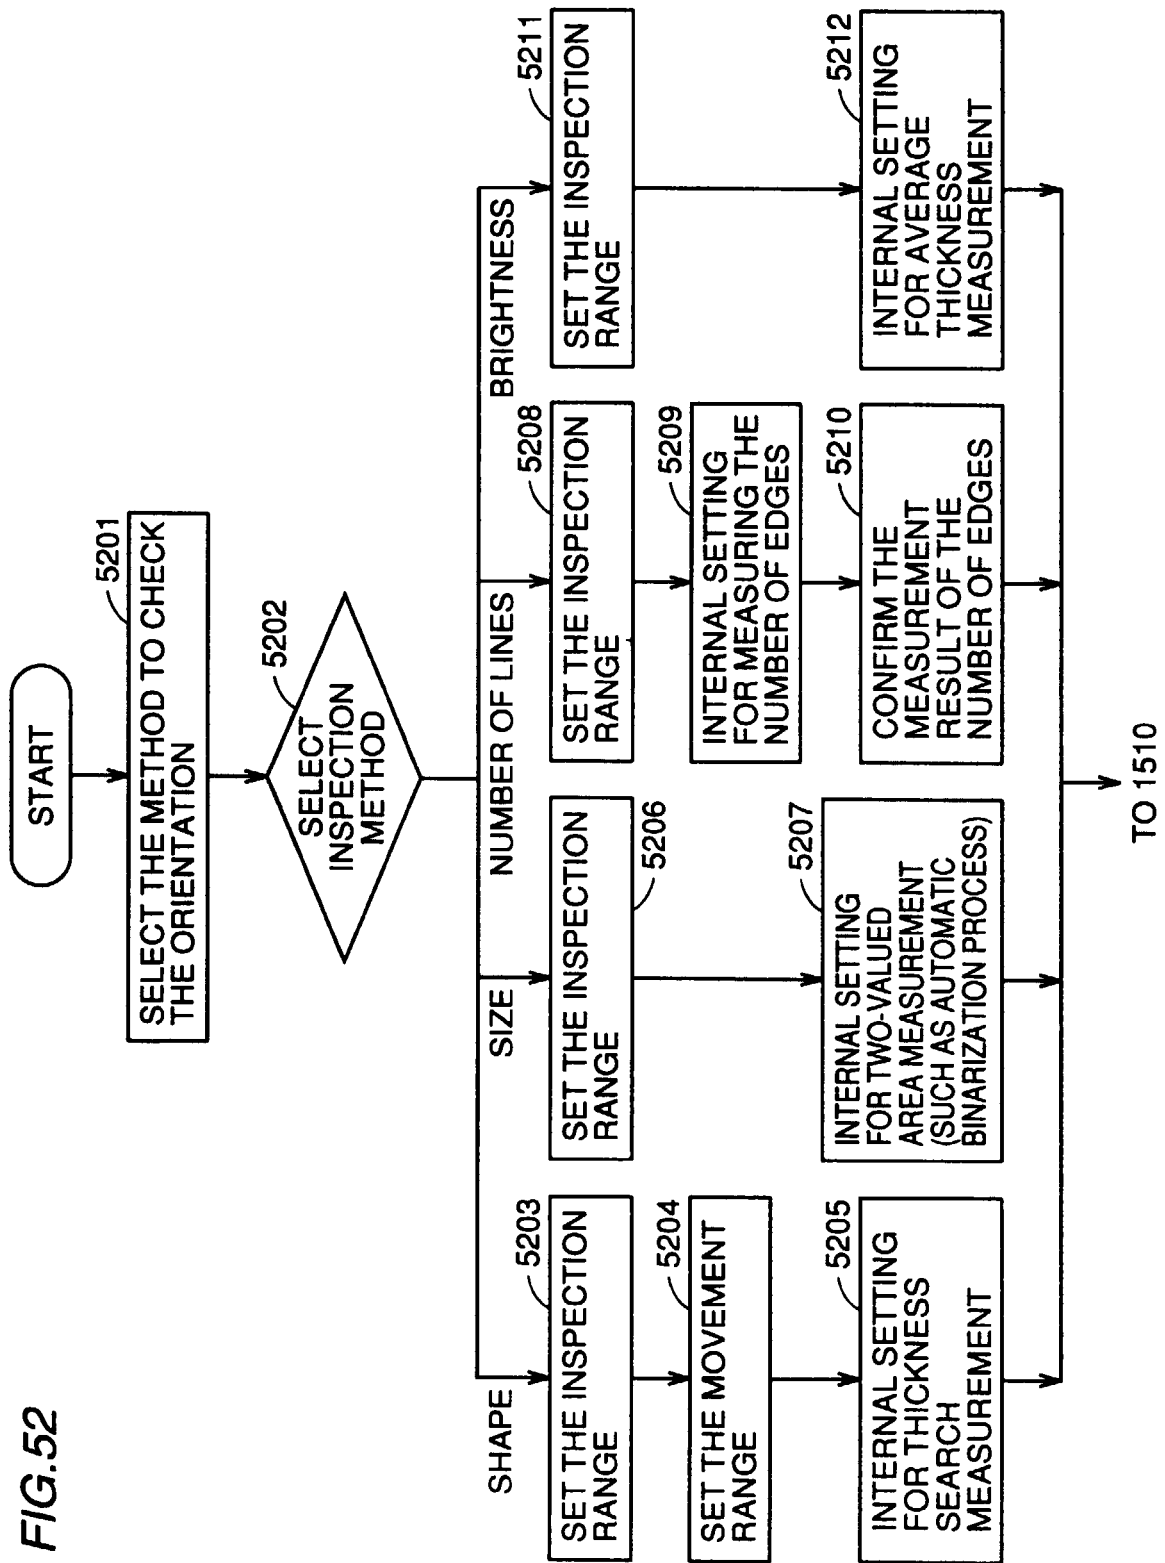 FIG.52
START
5201
SELECT THE METHOD TO CHECK
THE ORIENTATION
5202
SELECT
INSPECTION
METHOD
SHAPE
5203
SET THE INSPECTION
RANGE
5204
SET THE MOVEMENT
RANGE
5205
INTERNAL SETTING
FOR THICKNESS
SEARCH
MEASUREMENT
SIZE
SET THE INSPECTION
RANGE
5206
5207
INTERNAL SETTING
FOR TWO-VALUED
AREA MEASUREMENT
(SUCH AS AUTOMATIC
BINARIZATION PROCESS)
NUMBER OF LINES
5208
SET THE INSPECTION
RANGE
5209
INTERNAL SETTING
FOR MEASURING THE
NUMBER OF EDGES
5210
CONFIRM THE
MEASUREMENT
RESULT OF THE
NUMBER OF EDGES
BRIGHTNESS
5211
SET THE INSPECTION
RANGE
5212
INTERNAL SETTING
FOR AVERAGE
THICKNESS
MEASUREMENT
TO 1510